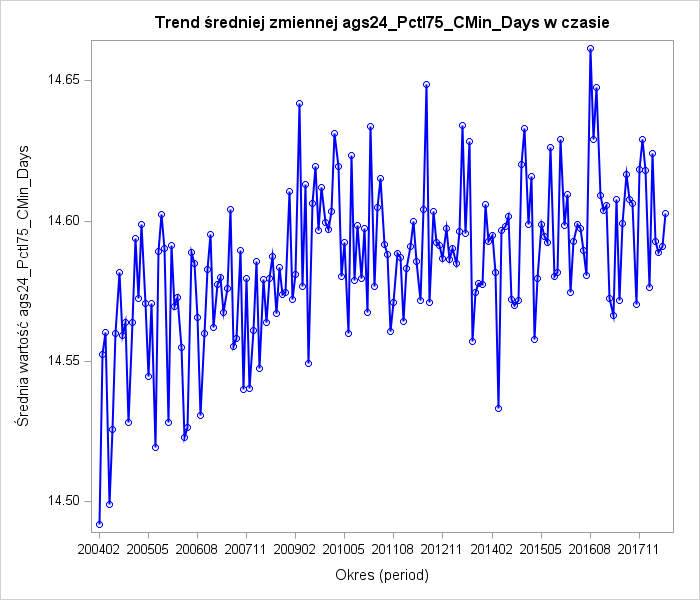 Trend średniej zmiennej ags24_Pctl75_CMin_Days w czasie
Średnia wartość ags24_Pctl75_CMin_Days
14.65
14.60
14.55
14.50
200402 200505 200608 200711 200902 201005 201108 201211 201402 201505 201608 201711
Okres (period)